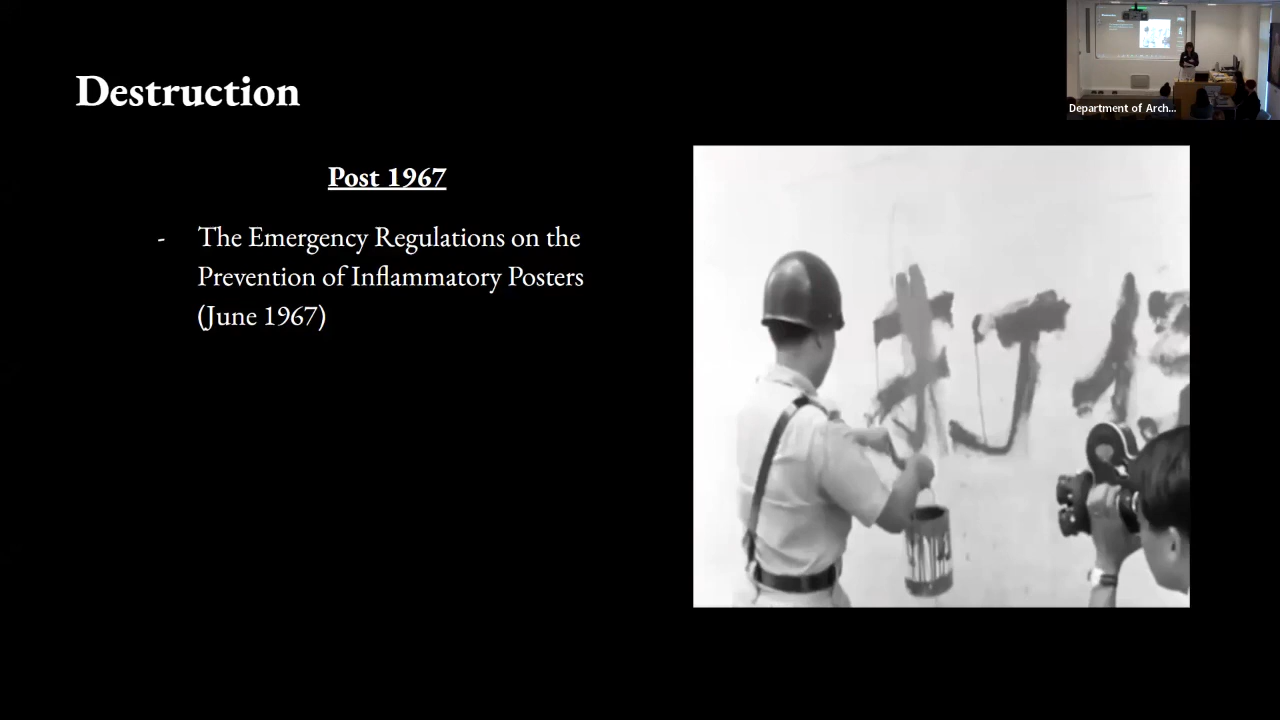 Destruction
Post 1967
- The Emergency Regulations on the
Prevention of Inflammatory Posters
(June 1967)
Department of Arch...